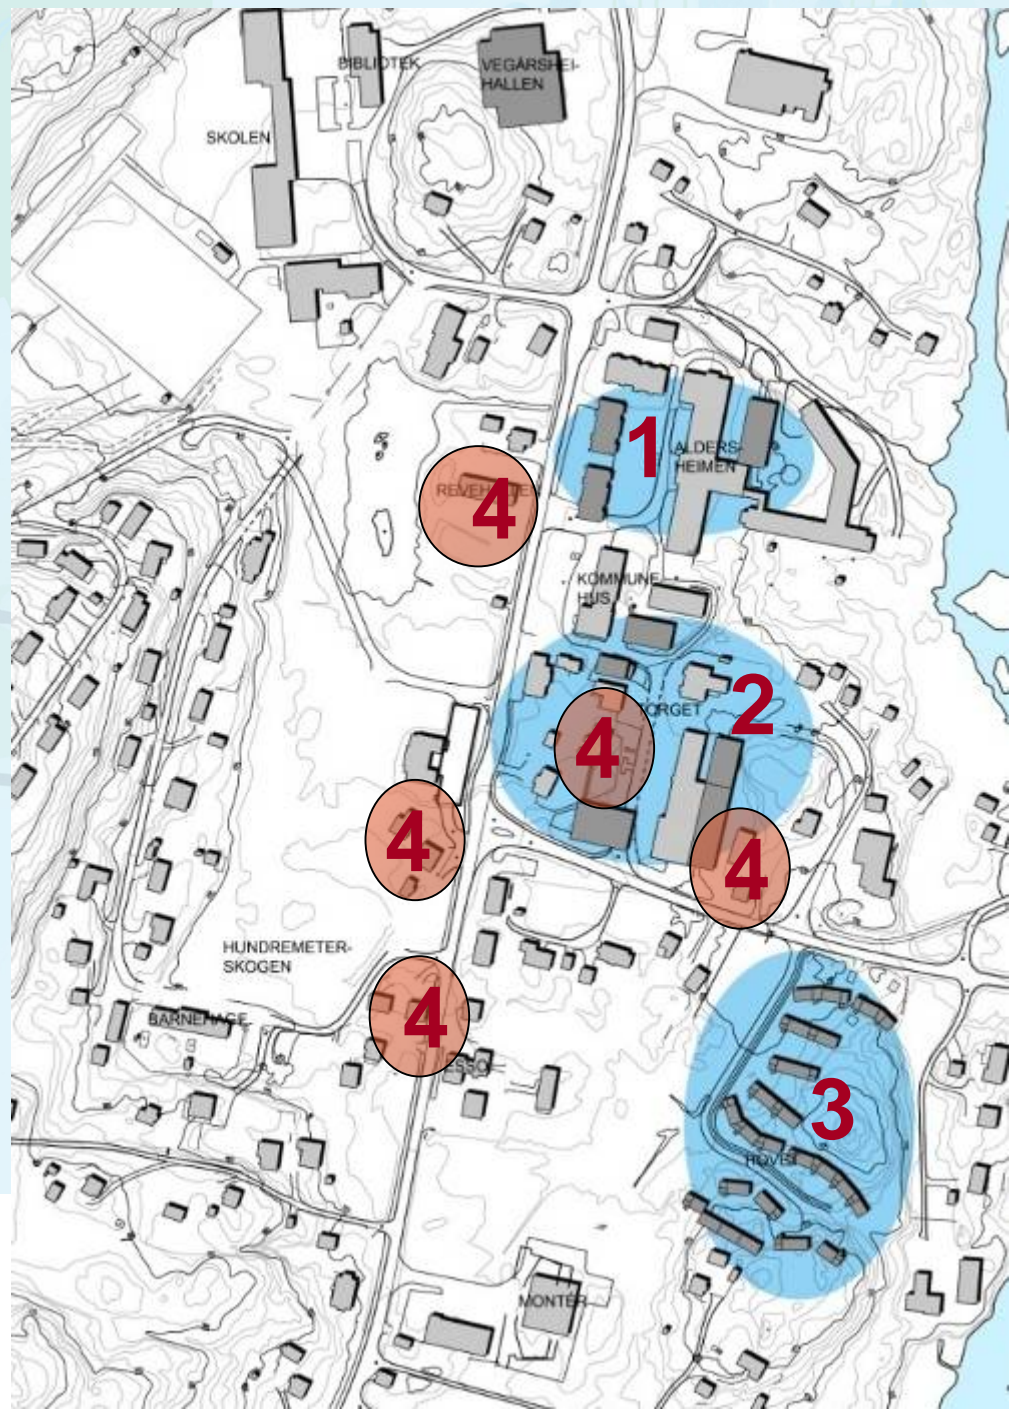 BIBLIOTEK
VEGÅRSHEI-
HALLEN
SKOLEN
1
ALDERS-
HEIMEN
4
KOMMUNE
HUS
2
TORGET
4
4
4
HUNDREMETER-
SKOGEN
4
BARNEHAGE
ESSO
3
MONTER